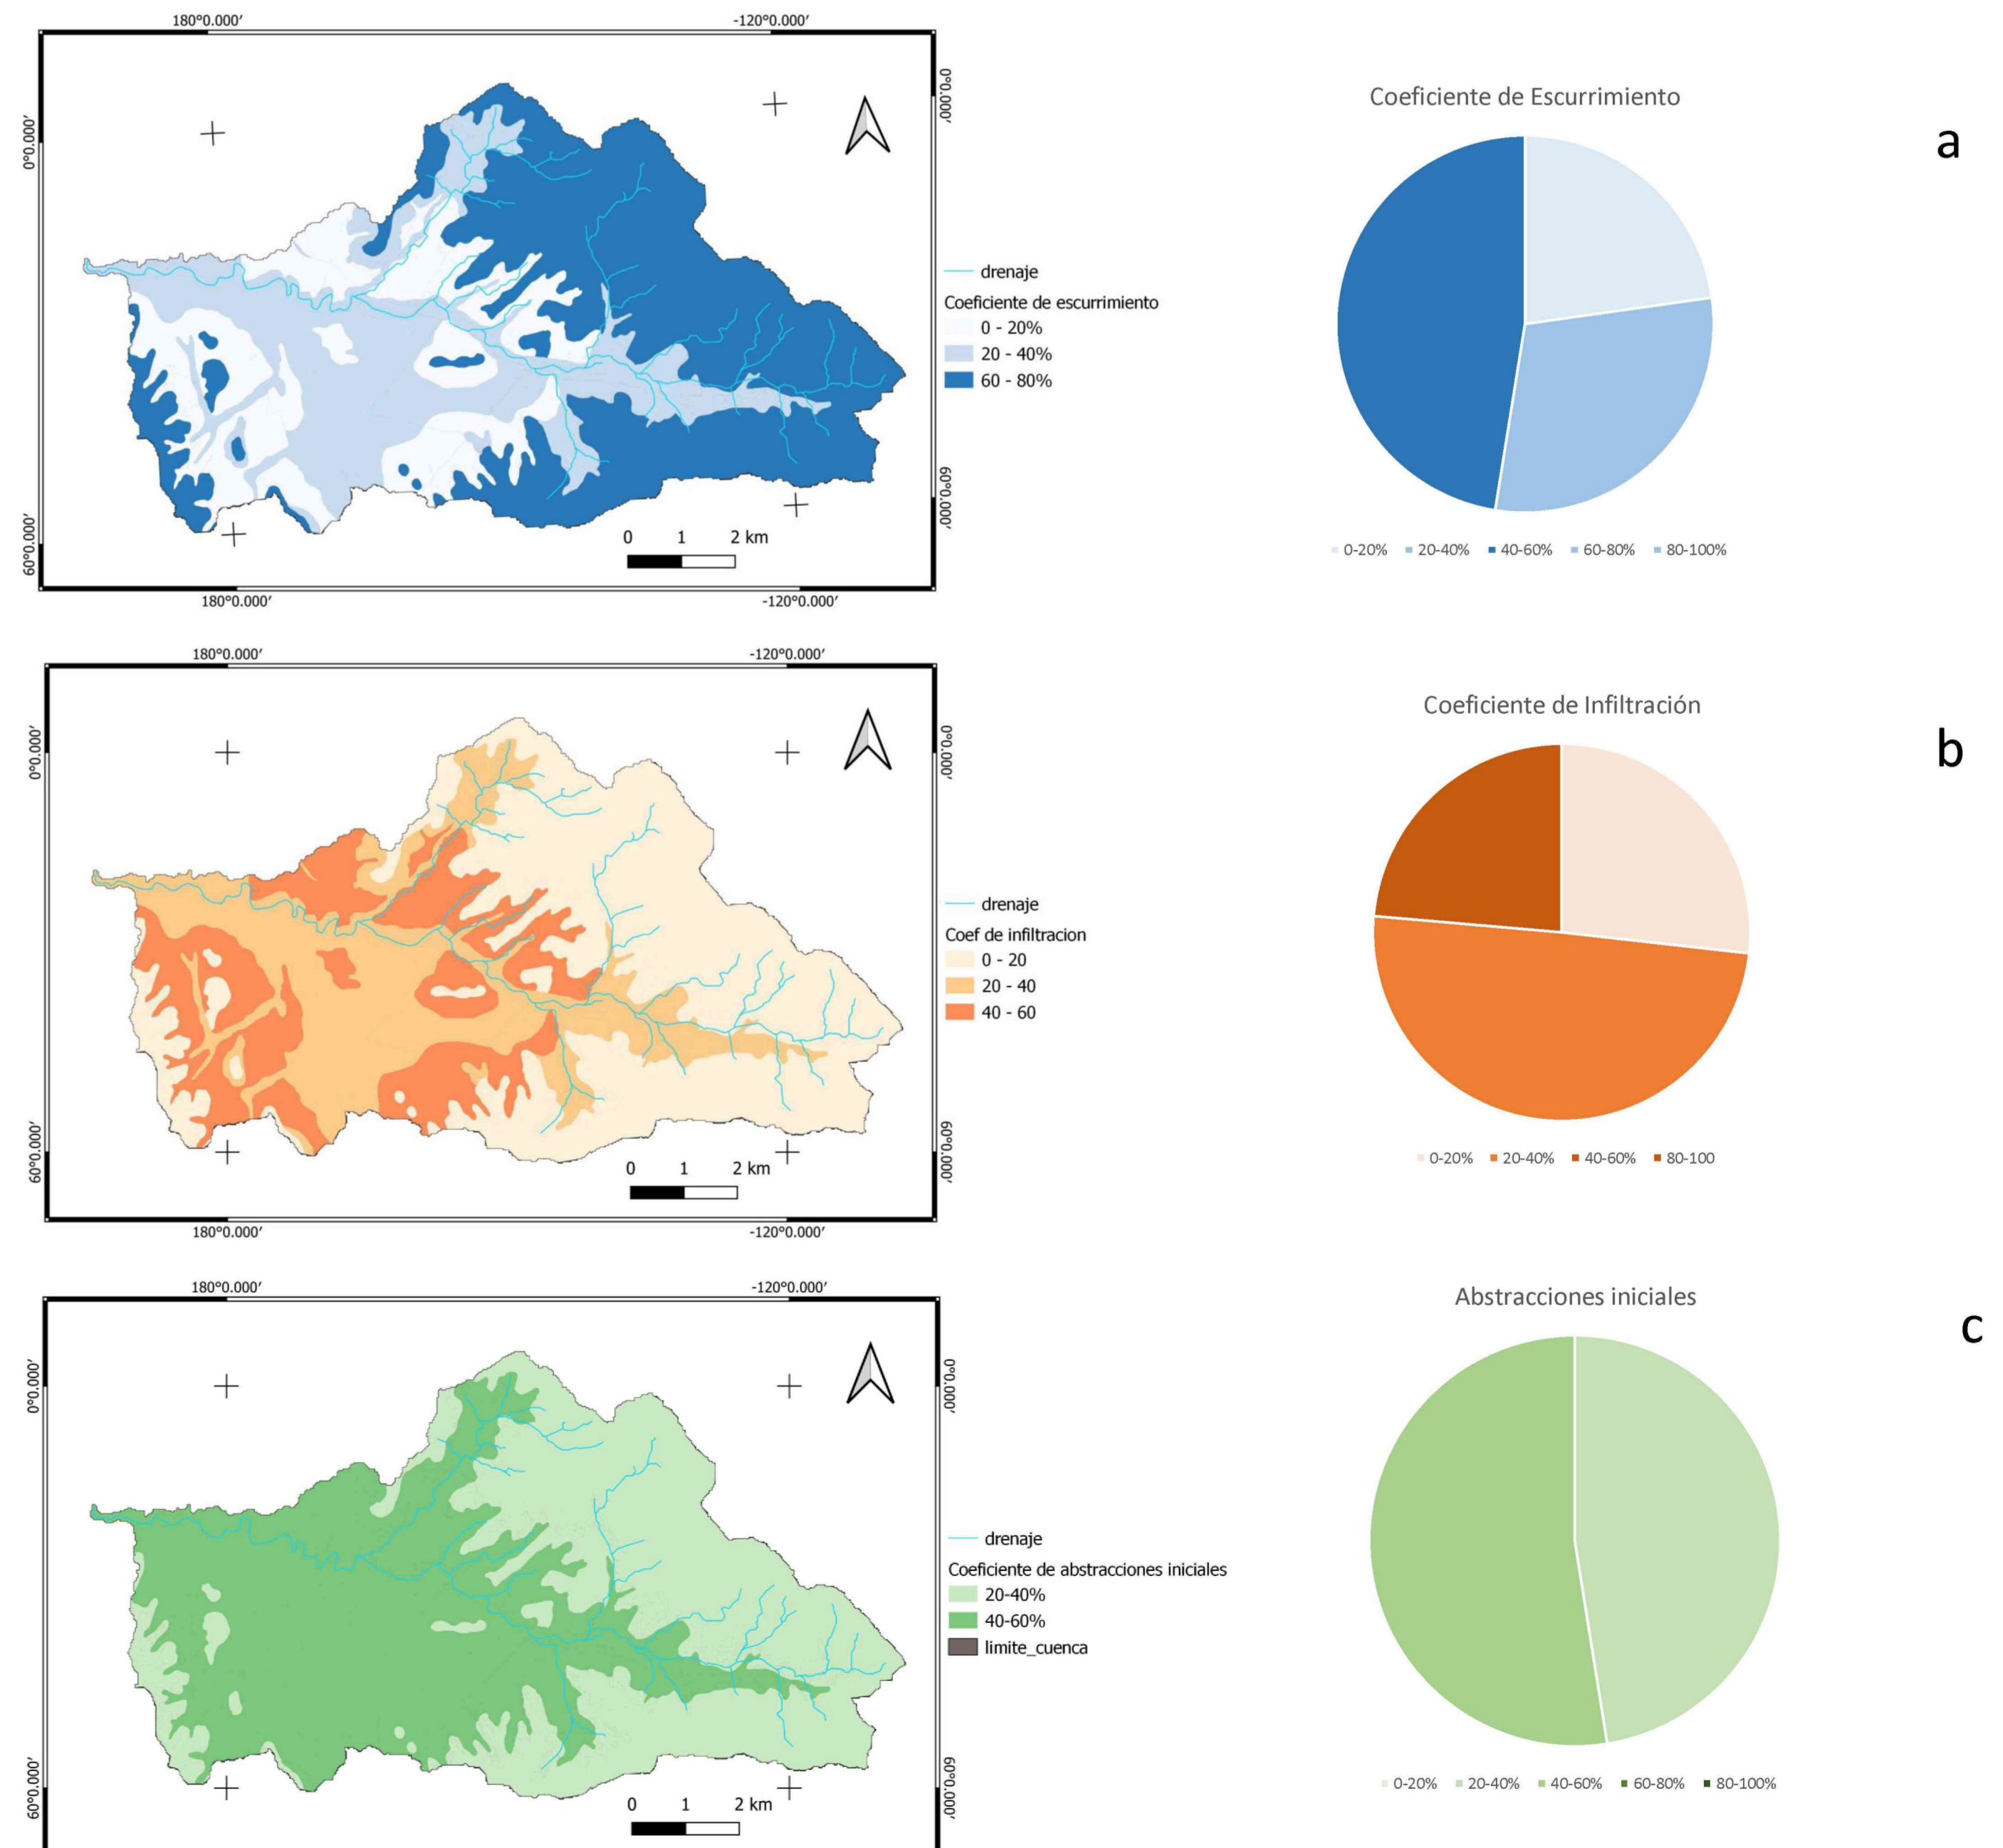 180°0.000′ -120°0.000′
0°0.000′
0°0.000′
60°0.000′
60°0.000′
drenaje
Coeficiente de escurrimiento
0 - 20%
20 - 40%
60 - 80%
0 1 2 km
180°0.000′ -120°0.000′
Coeficiente de Escurrimiento
0-20% 20-40% 40-60% 60-80% 80-100%
a
180°0.000′ -120°0.000′
0°0.000′
0°0.000′
60°0.000′
60°0.000′
drenaje
Coef de infiltracion
0 - 20
20 - 40
40 - 60
0 1 2 km
180°0.000′ -120°0.000′
Coeficiente de Infiltración
0-20% 20-40% 40-60% 80-100
b
180°0.000′ -120°0.000′
0°0.000′
0°0.000′
60°0.000′
60°0.000′
drenaje
Coeficiente de abstracciones iniciales
20-40%
40-60%
limite_cuenca
0 1 2 km
Abstracciones iniciales
0-20% 20-40% 40-60% 60-80% 80-100%
c